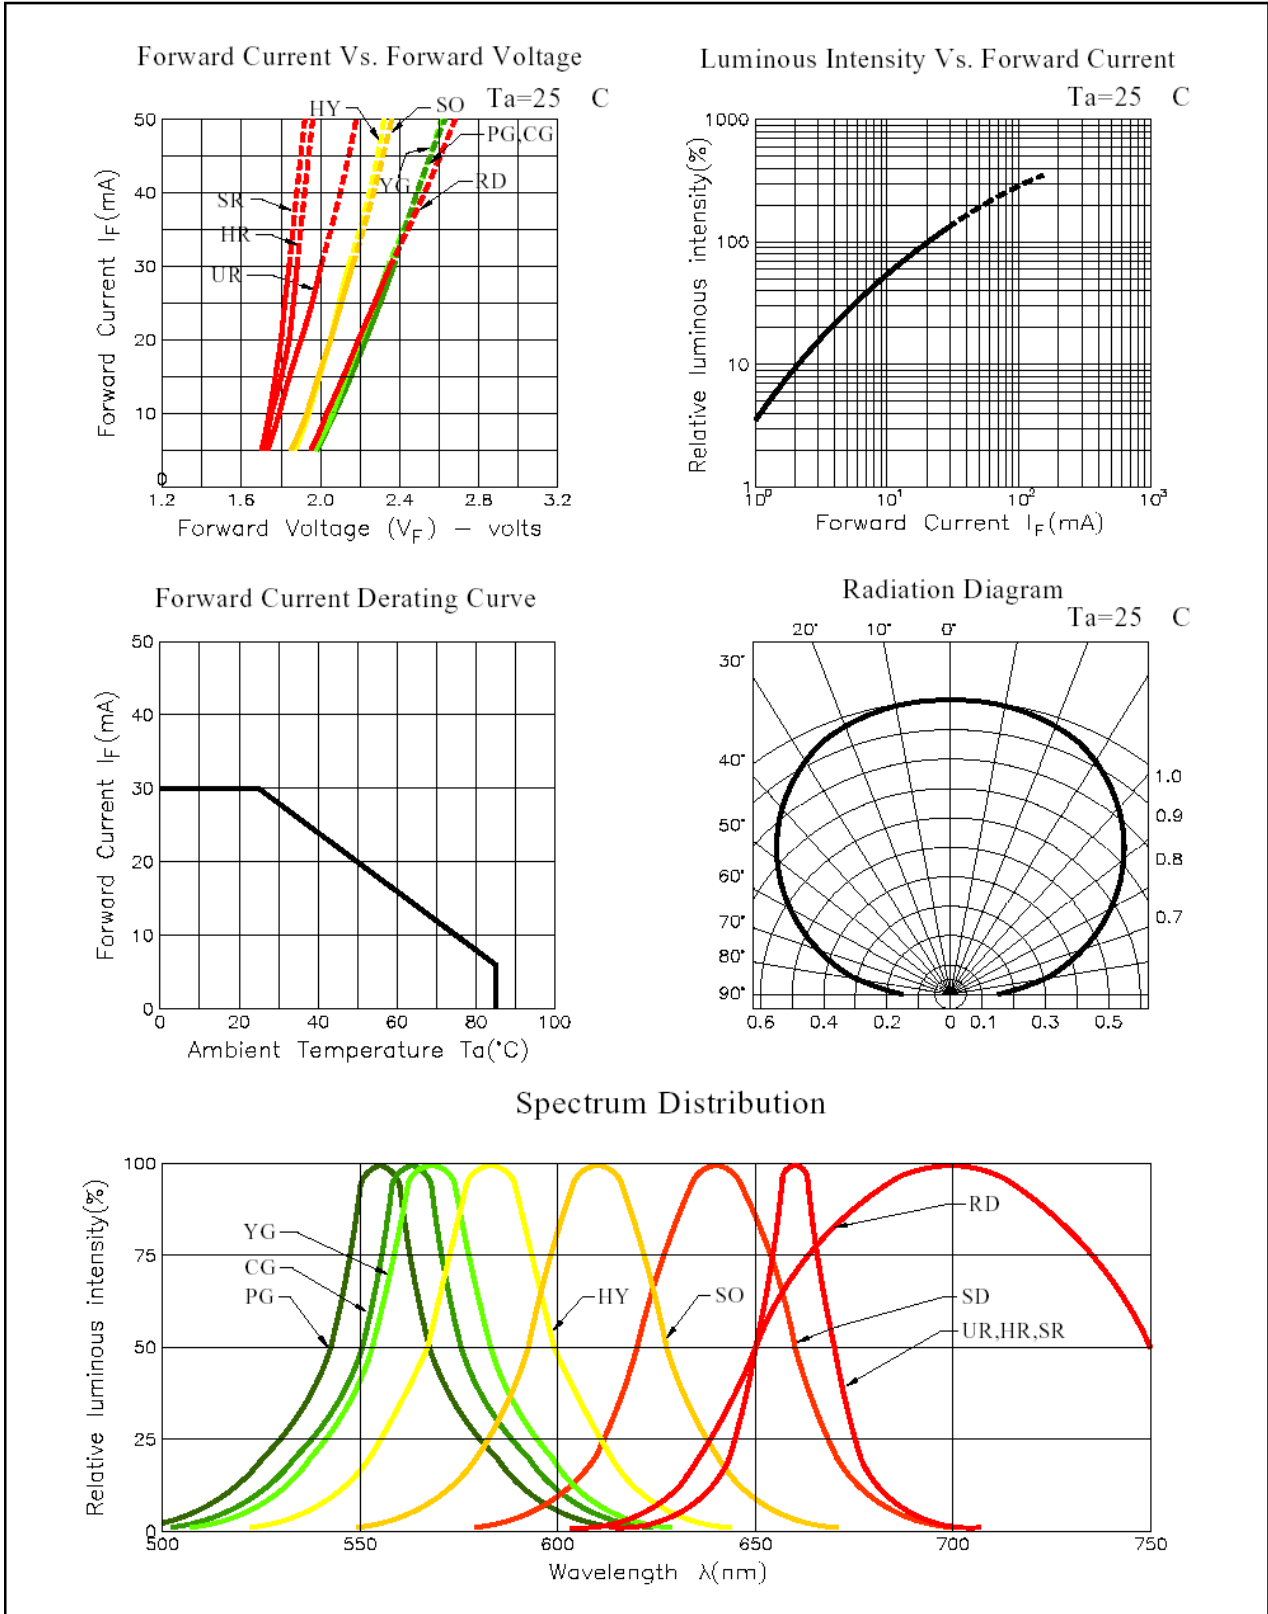 Forward Current Vs. Forward Voltage
Ta=25 C
HY
SO
PG,CG
YG
RD
SR
HR
UR
50
40
30
20
10
0
1.2 1.6 2.0 2.4 2.8 3.2
Forward Current IF(mA)
Forward Voltage (VF) – volts
Luminous Intensity Vs. Forward Current
Ta=25 C
1000
100
10
1
10⁰ 10¹ 10² 10³
Relative luminous intensity(%)
Forward Current IF(mA)
Forward Current Derating Curve
50
40
30
20
10
0
0 20 40 60 80 100
Forward Current IF(mA)
Ambient Temperature Ta(°C)
Radiation Diagram
Ta=25 C
20° 10° 0°
30°
40°
50°
60°
70°
80°
90°
1.0
0.9
0.8
0.7
0.6 0.4 0.2 0 0.1 0.3 0.5
Spectrum Distribution
100
75
50
25
0
500 550 600 650 700 750
YG
CG
PG
HY
SO
RD
SD
UR,HR,SR
Relative luminous intensity(%)
Wavelength λ(nm)